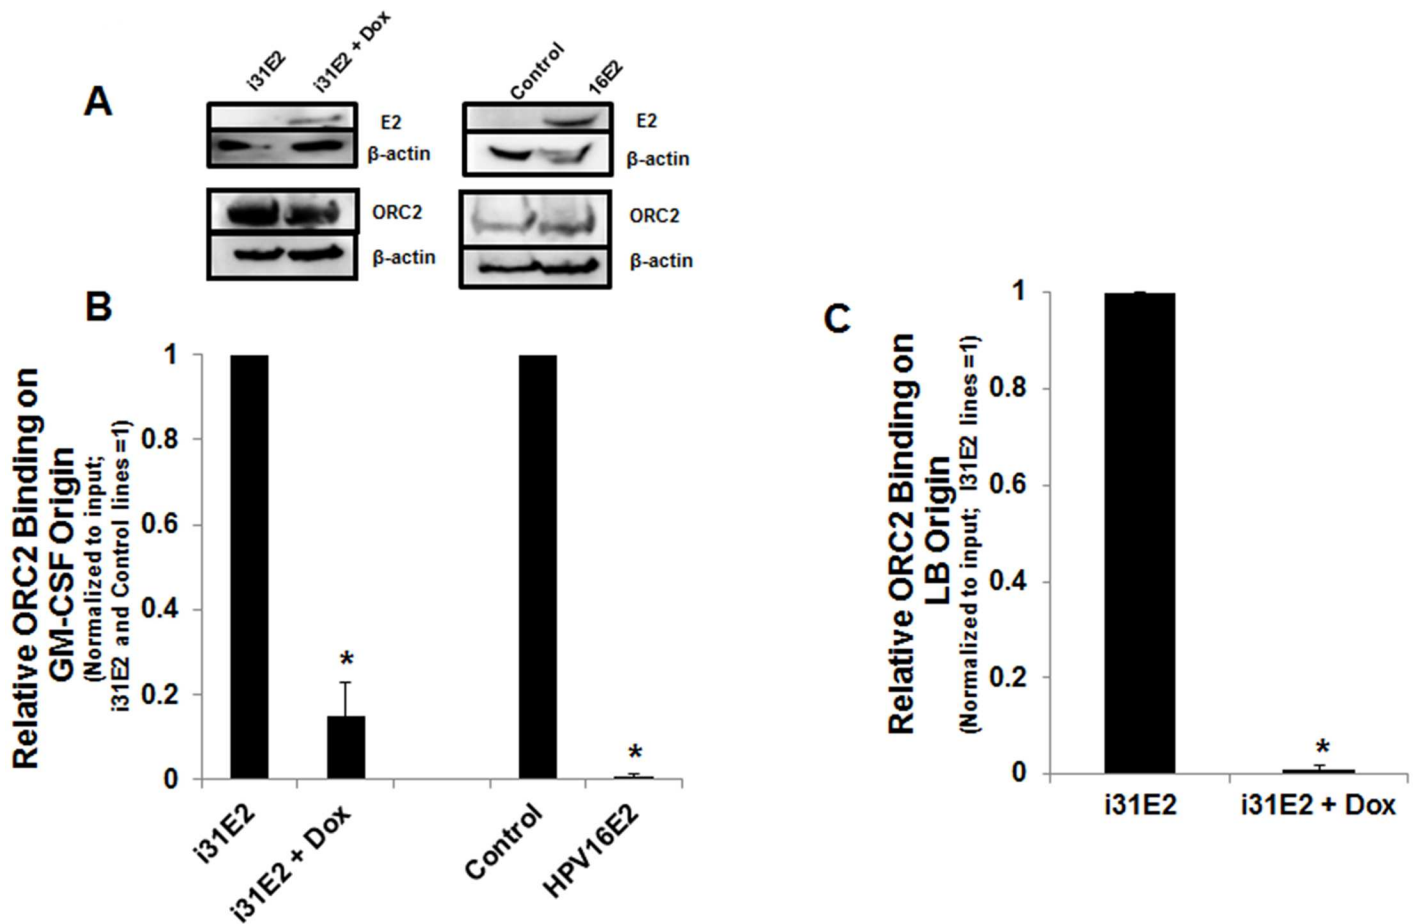 A
i31E2
i31E2 + Dox
E2
β-actin
ORC2
β-actin
Control
16E2
E2
β-actin
ORC2
β-actin
B
Relative ORC2 Binding on
GM-CSF Origin
(Normalized to input;
i31E2 and Control lines =1)
1
0.8
0.6
0.4
0.2
0
*
*
i31E2
i31E2 + Dox
Control
HPV16E2
C
Relative ORC2 Binding on
LB Origin
(Normalized to input; I31E2 lines =1)
1
0.8
0.6
0.4
0.2
0
*
i31E2
i31E2 + Dox